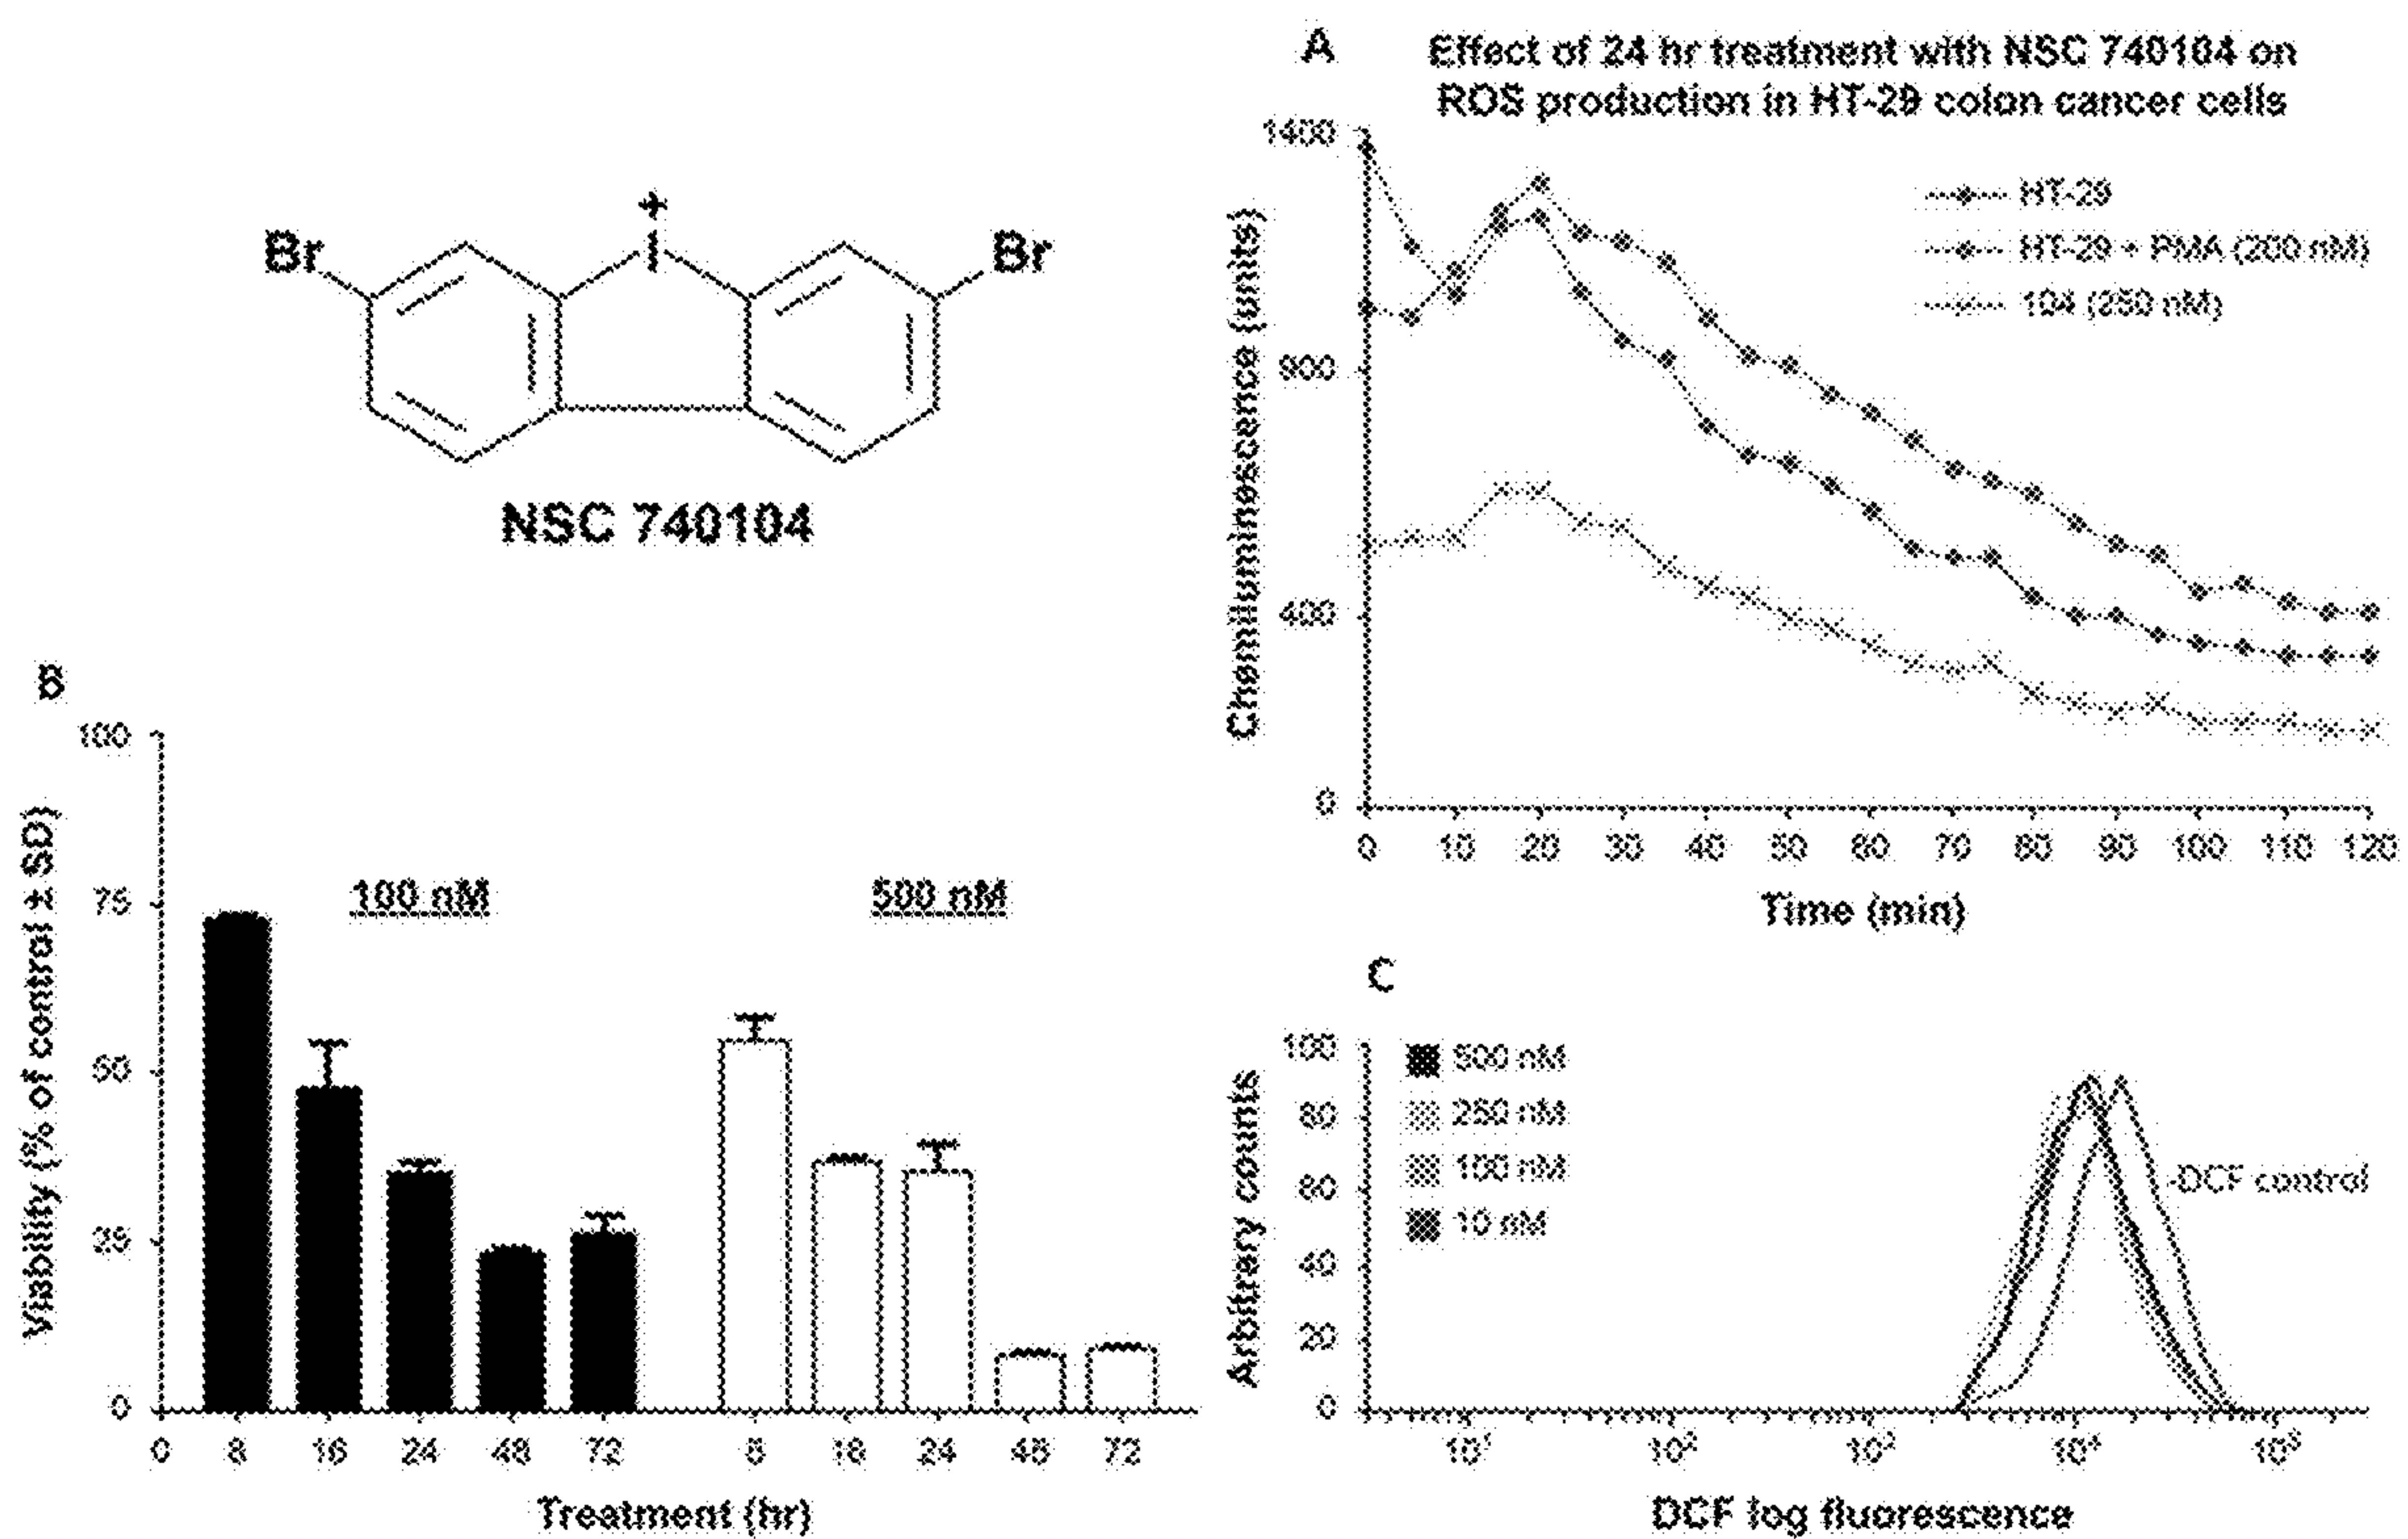 Br
+
I
Br
NSC 740104
A
Effect of 24 hr treatment with NSC 740104 on
ROS production in HT-29 colon cancer cells
Chemiluminescence (units)
1400
900
400
0
HT-29
HT-29 + PMA (200 nM)
104 (250 nM)
0 10 20 30 40 50 60 70 80 90 100 110 120
Time (min)
B
Viability (% of control ± SD)
100
75
50
25
0
100 nM
500 nM
0 8 16 24 48 72 8 16 24 48 72
Treatment (hr)
C
Arbitrary counts
100
80
60
40
20
0
500 nM
250 nM
100 nM
10 nM
DCF control
10¹ 10² 10³ 10⁴ 10⁵
DCF log fluorescence